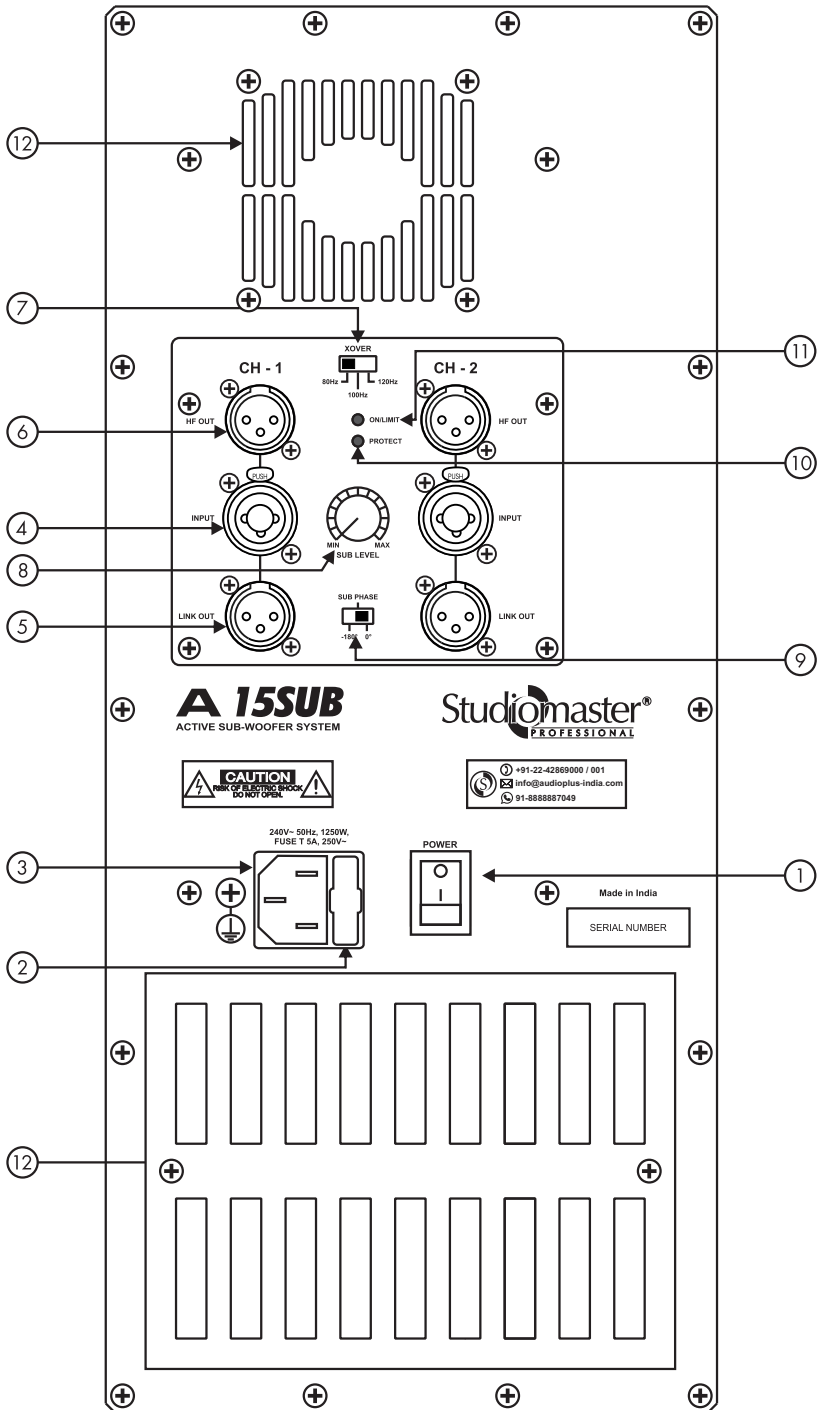 12
7
XOVER
CH - 1
CH - 2
80Hz
120Hz
100Hz
11
6
HF OUT
ON/LIMIT
HF OUT
PROTECT
10
PUSH
PUSH
4
INPUT
INPUT
8
MIN
MAX
SUB LEVEL
SUB PHASE
5
LINK OUT
LINK OUT
-180° 0°
9
A 15SUB
ACTIVE SUB-WOOFER SYSTEM
Studiomaster®
PROFESSIONAL
CAUTION
RISK OF ELECTRIC SHOCK
DO NOT OPEN.
S
+91-22-42869000 / 001
info@audioplus-india.com
91-8888887049
240V~ 50Hz, 1250W,
FUSE T 5A, 250V~
POWER
3
1
Made in India
SERIAL NUMBER
2
12